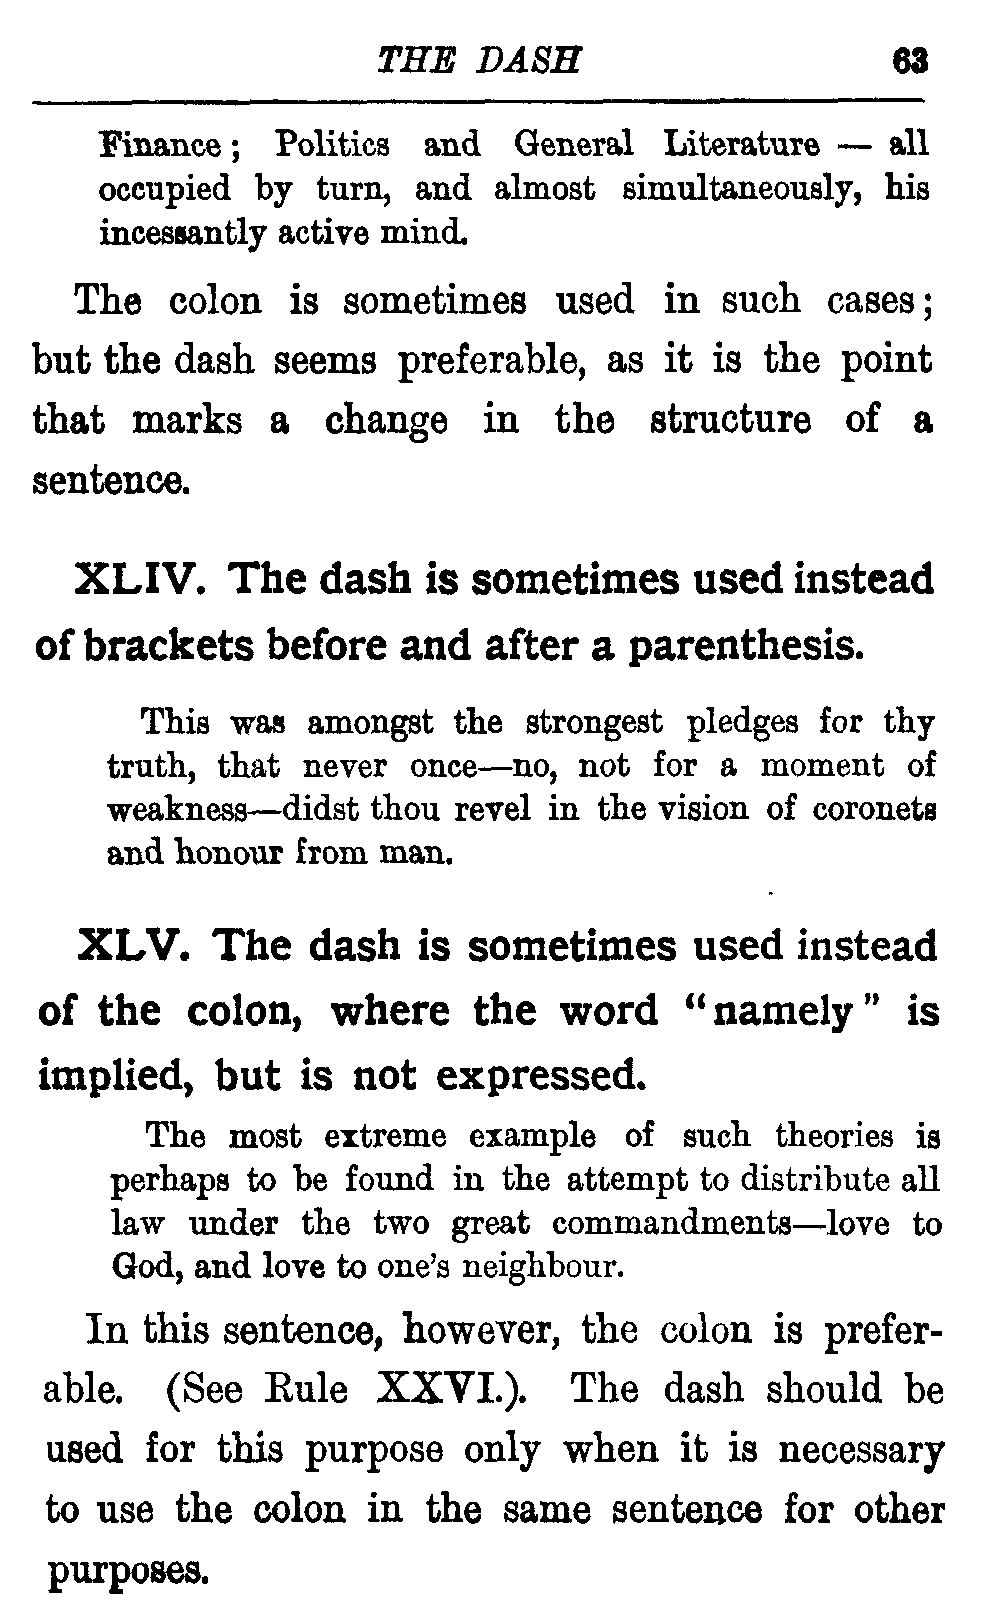 THE DASH 63
Finance; Politics and General Literature — all
occupied by turn, and almost simultaneously, his
incessantly active mind.
The colon is sometimes used in such cases;
but the dash seems preferable, as it is the point
that marks a change in the structure of a
sentence.
XLIV. The dash is sometimes used instead
of brackets before and after a parenthesis.
This was amongst the strongest pledges for thy
truth, that never once—no, not for a moment of
weakness—didst thou revel in the vision of coronets
and honour from man.
XLV. The dash is sometimes used instead
of the colon, where the word "namely" is
implied, but is not expressed.
The most extreme example of such theories is
perhaps to be found in the attempt to distribute all
law under the two great commandments—love to
God, and love to one's neighbour.
In this sentence, however, the colon is prefer-
able. (See Rule XXVI.). The dash should be
used for this purpose only when it is necessary
to use the colon in the same sentence for other
purposes.